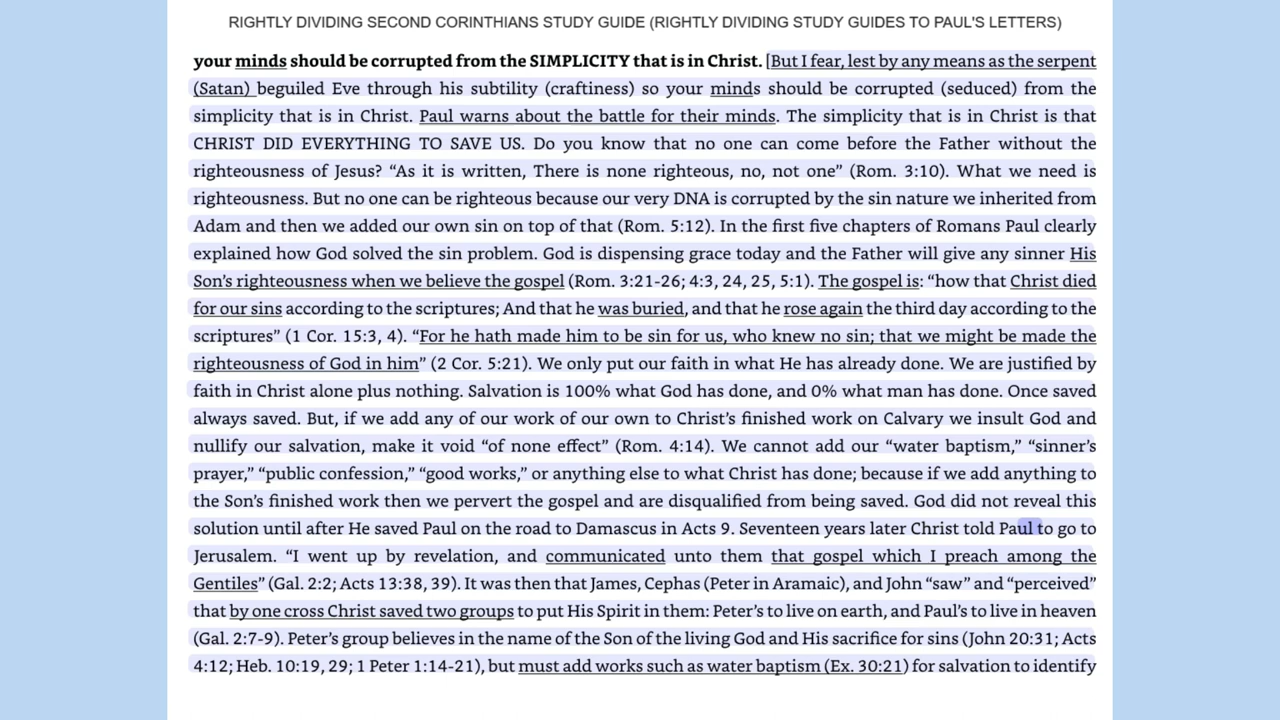 RIGHTLY DIVIDING SECOND CORINTHIANS STUDY GUIDE (RIGHTLY DIVIDING STUDY GUIDES TO PAUL'S LETTERS)
your minds should be corrupted from the SIMPLICITY that is in Christ. [But I fear, lest by any means as the serpent
(Satan) beguiled Eve through his subtility (craftiness) so your minds should be corrupted (seduced) from the
simplicity that is in Christ. Paul warns about the battle for their minds. The simplicity that is in Christ is that
CHRIST DID EVERYTHING TO SAVE US. Do you know that no one can come before the Father without the
righteousness of Jesus? “As it is written, There is none righteous, no, not one” (Rom. 3:10). What we need is
righteousness. But no one can be righteous because our very DNA is corrupted by the sin nature we inherited from
Adam and then we added our own sin on top of that (Rom. 5:12). In the first five chapters of Romans Paul clearly
explained how God solved the sin problem. God is dispensing grace today and the Father will give any sinner His
Son’s righteousness when we believe the gospel (Rom. 3:21-26; 4:3, 24, 25, 5:1). The gospel is: “how that Christ died
for our sins according to the scriptures; And that he was buried, and that he rose again the third day according to the
scriptures” (1 Cor. 15:3, 4). “For he hath made him to be sin for us, who knew no sin; that we might be made the
righteousness of God in him” (2 Cor. 5:21). We only put our faith in what He has already done. We are justified by
faith in Christ alone plus nothing. Salvation is 100% what God has done, and 0% what man has done. Once saved
always saved. But, if we add any of our work of our own to Christ’s finished work on Calvary we insult God and
nullify our salvation, make it void “of none effect” (Rom. 4:14). We cannot add our “water baptism,” “sinner’s
prayer,” “public confession,” “good works,” or anything else to what Christ has done; because if we add anything to
the Son’s finished work then we pervert the gospel and are disqualified from being saved. God did not reveal this
solution until after He saved Paul on the road to Damascus in Acts 9. Seventeen years later Christ told Paul to go to
Jerusalem. “I went up by revelation, and communicated unto them that gospel which I preach among the
Gentiles” (Gal. 2:2; Acts 13:38, 39). It was then that James, Cephas (Peter in Aramaic), and John “saw” and “perceived”
that by one cross Christ saved two groups to put His Spirit in them: Peter’s to live on earth, and Paul’s to live in heaven
(Gal. 2:7-9). Peter’s group believes in the name of the Son of the living God and His sacrifice for sins (John 20:31; Acts
4:12; Heb. 10:19, 29; 1 Peter 1:14-21), but must add works such as water baptism (Ex. 30:21) for salvation to identify